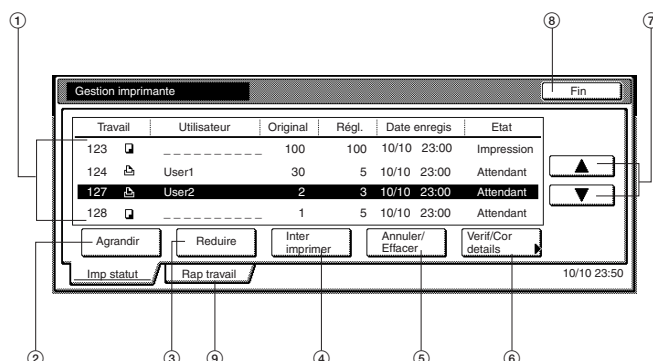 ① ⑧ ⑦
Gestion imprimante Fin
Travail Utilisateur Original Régl. Date enregis Etat
123 _ _ _ _ _ _ _ _ _ _ 100 100 10/10 23:00 Impression
124 User1 30 5 10/10 23:00 Attendant
127 User2 2 3 10/10 23:00 Attendant
128 _ _ _ _ _ _ _ _ _ _ 1 5 10/10 23:00 Attendant
Agrandir Reduire Inter imprimer Annuler/ Effacer Verif/Cor details
Imp statut Rap travail 10/10 23:50
② ③ ⑨ ④ ⑤ ⑥